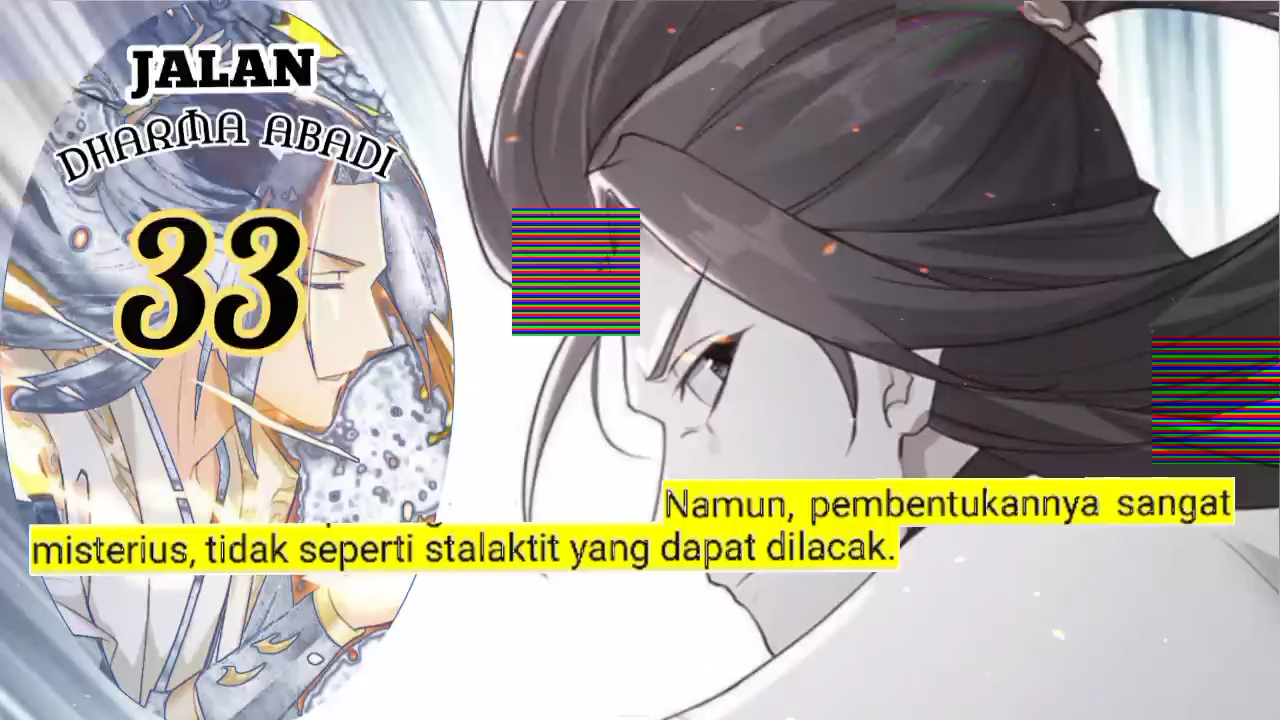 JALAN
DHARMA ABADI
33
Namun, pembentukannya sangat
misterius, tidak seperti stalaktit yang dapat dilacak.